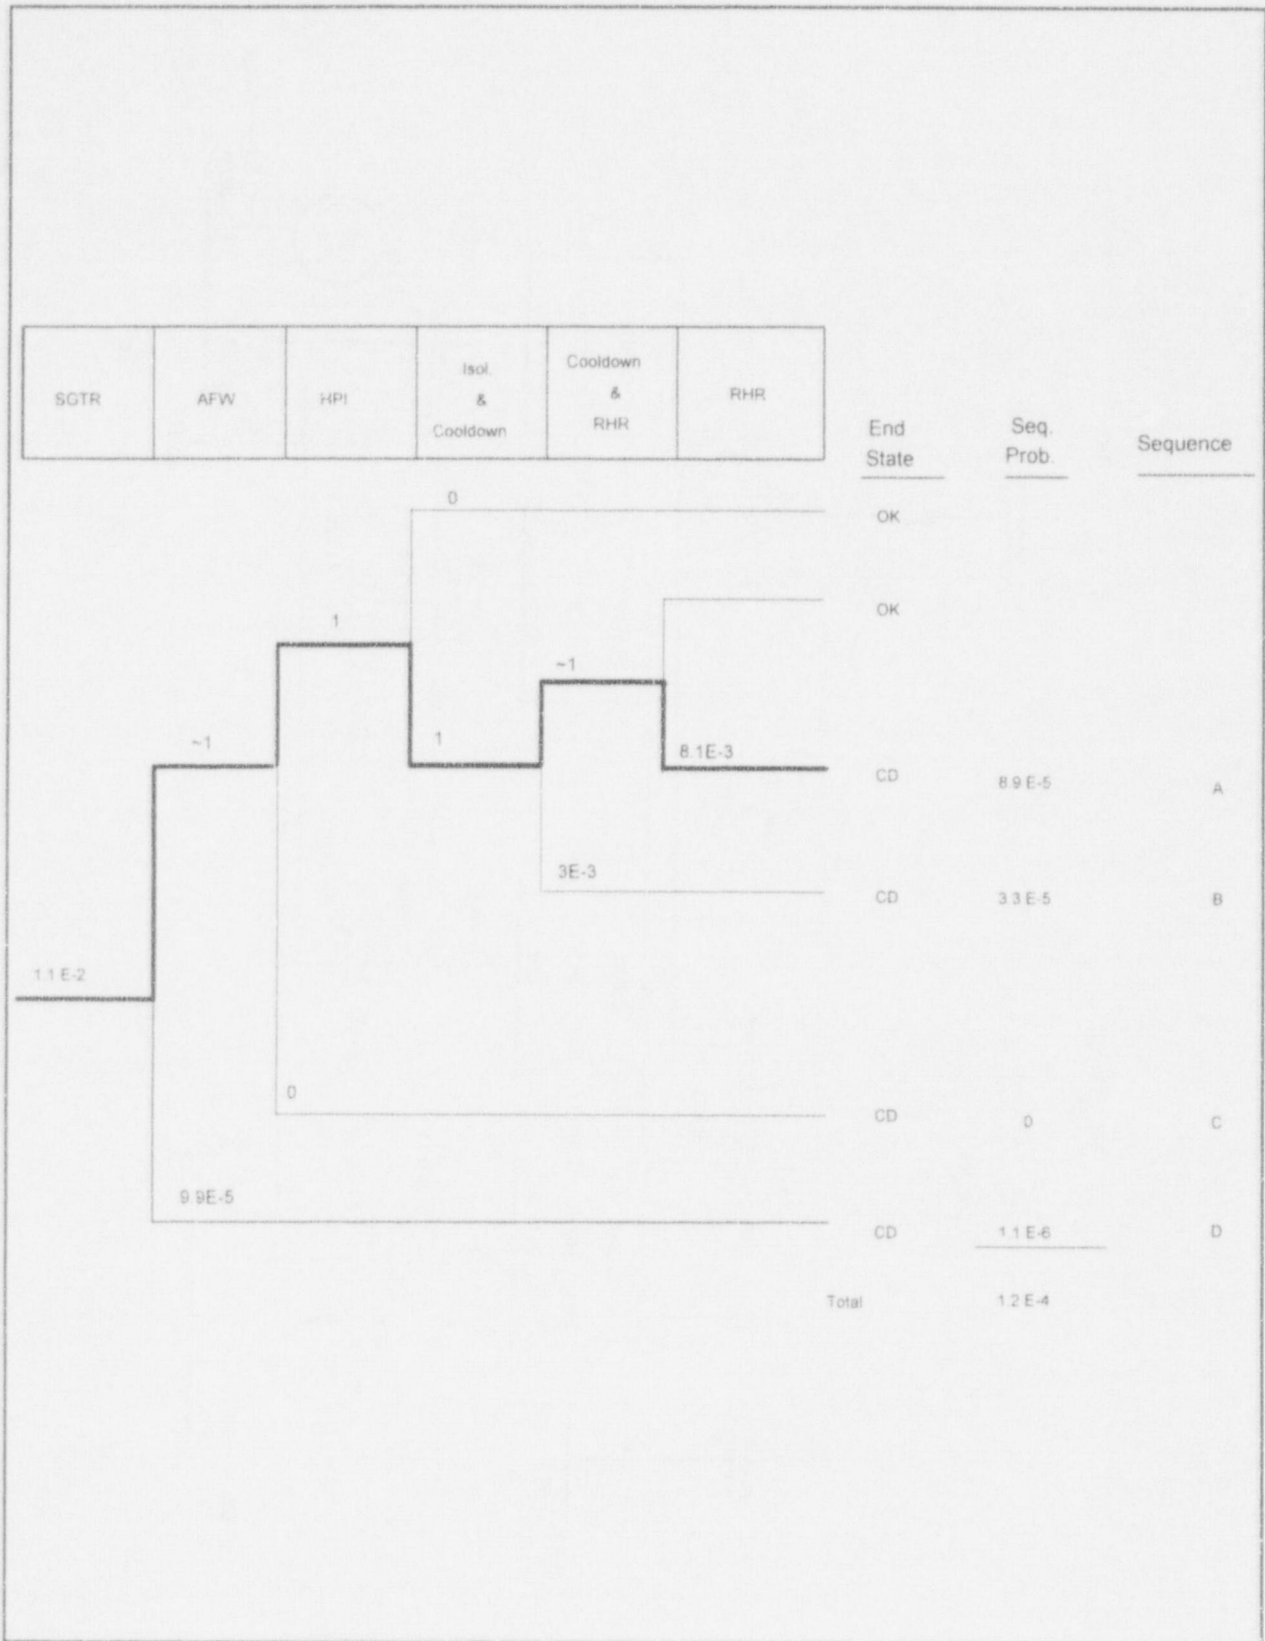 SGTR
AFW
HPI
Isol.
&
Cooldown
Cooldown
&
RHR
RHR
End
State
Seq.
Prob.
Sequence
0
OK
OK
1
~1
~1
1
8.1E-3
CD
8.9 E-5
A
3E-3
CD
3.3 E-5
B
1.1 E-2
0
CD
0
C
9.9E-5
CD
1.1 E-6
D
Total
1.2 E-4